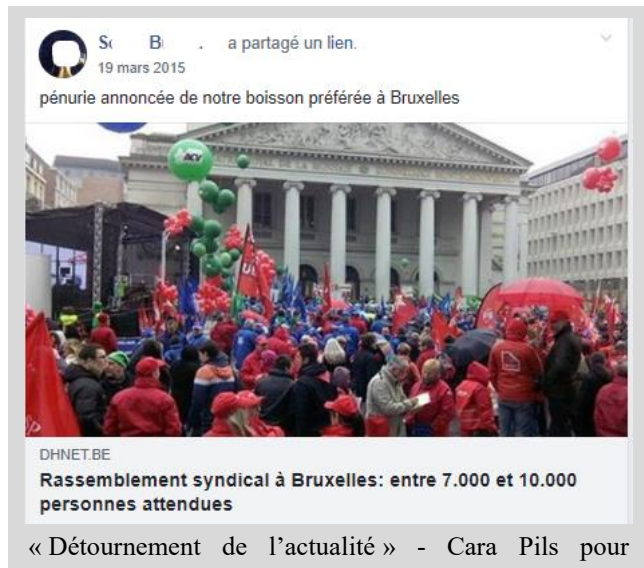 a partagé un lien.
19 mars 2015
pénurie annoncée de notre boisson préférée à Bruxelles
ACV
DHNET.BE
Rassemblement syndical à Bruxelles: entre 7.000 et 10.000
personnes attendues
« Détournement de l’actualité » - Cara Pils pour